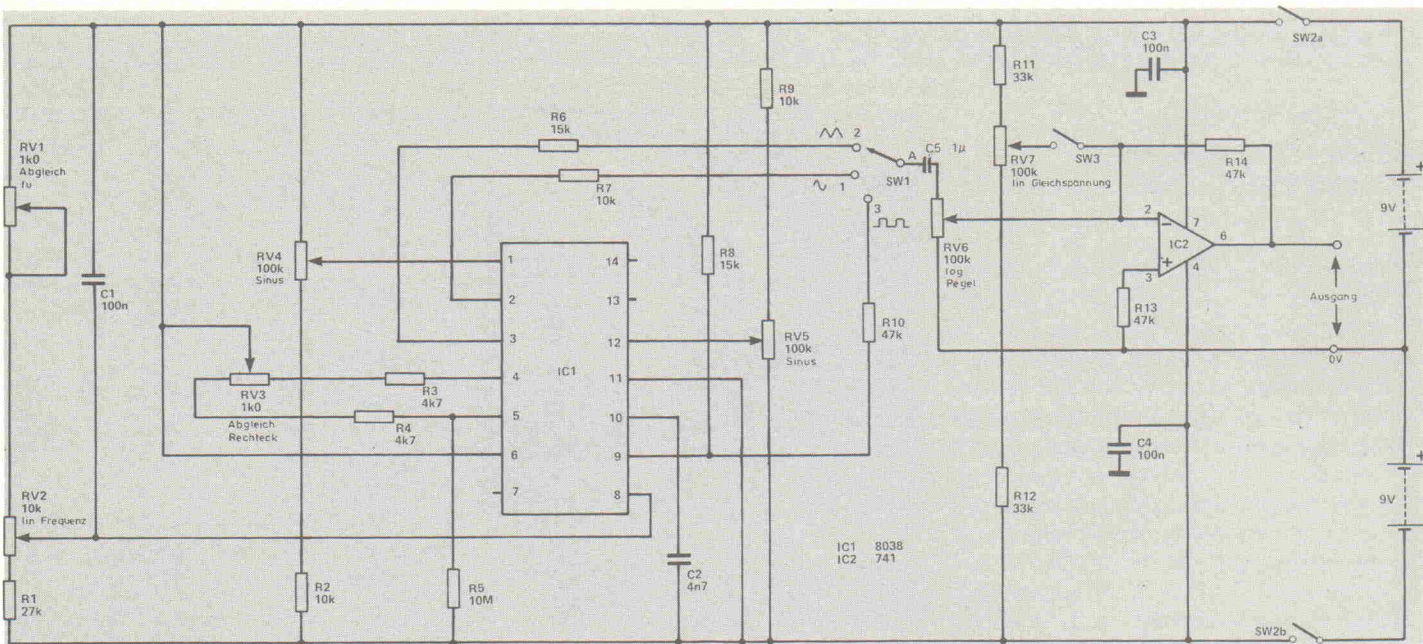 RV1
1k0
Abgleich
fu
C1
100n
RV2
10k
lin Frequenz
R1
27k
RV4
100k
Sinus
RV3
1k0
Abgleich
Rechteck
R3
4k7
R4
4k7
R2
10k
R5
10M
R6
15k
R7
10k
IC1
1
2
3
4
5
6
7
14
13
12
11
10
9
8
C2
4n7
R8
15k
R9
10k
RV5
100k
Sinus
R10
47k
2
1
3
SW1
A
C5 1µ
RV6
100k
log
Pegel
R11
33k
RV7
100k
lin Gleichspannung
SW3
R12
33k
C3
100n
R14
47k
2
−
7
IC2
6
+
3
4
R13
47k
C4
100n
Ausgang
0V
SW2a
+
9V
+
9V
SW2b
IC1 8038
IC2 741